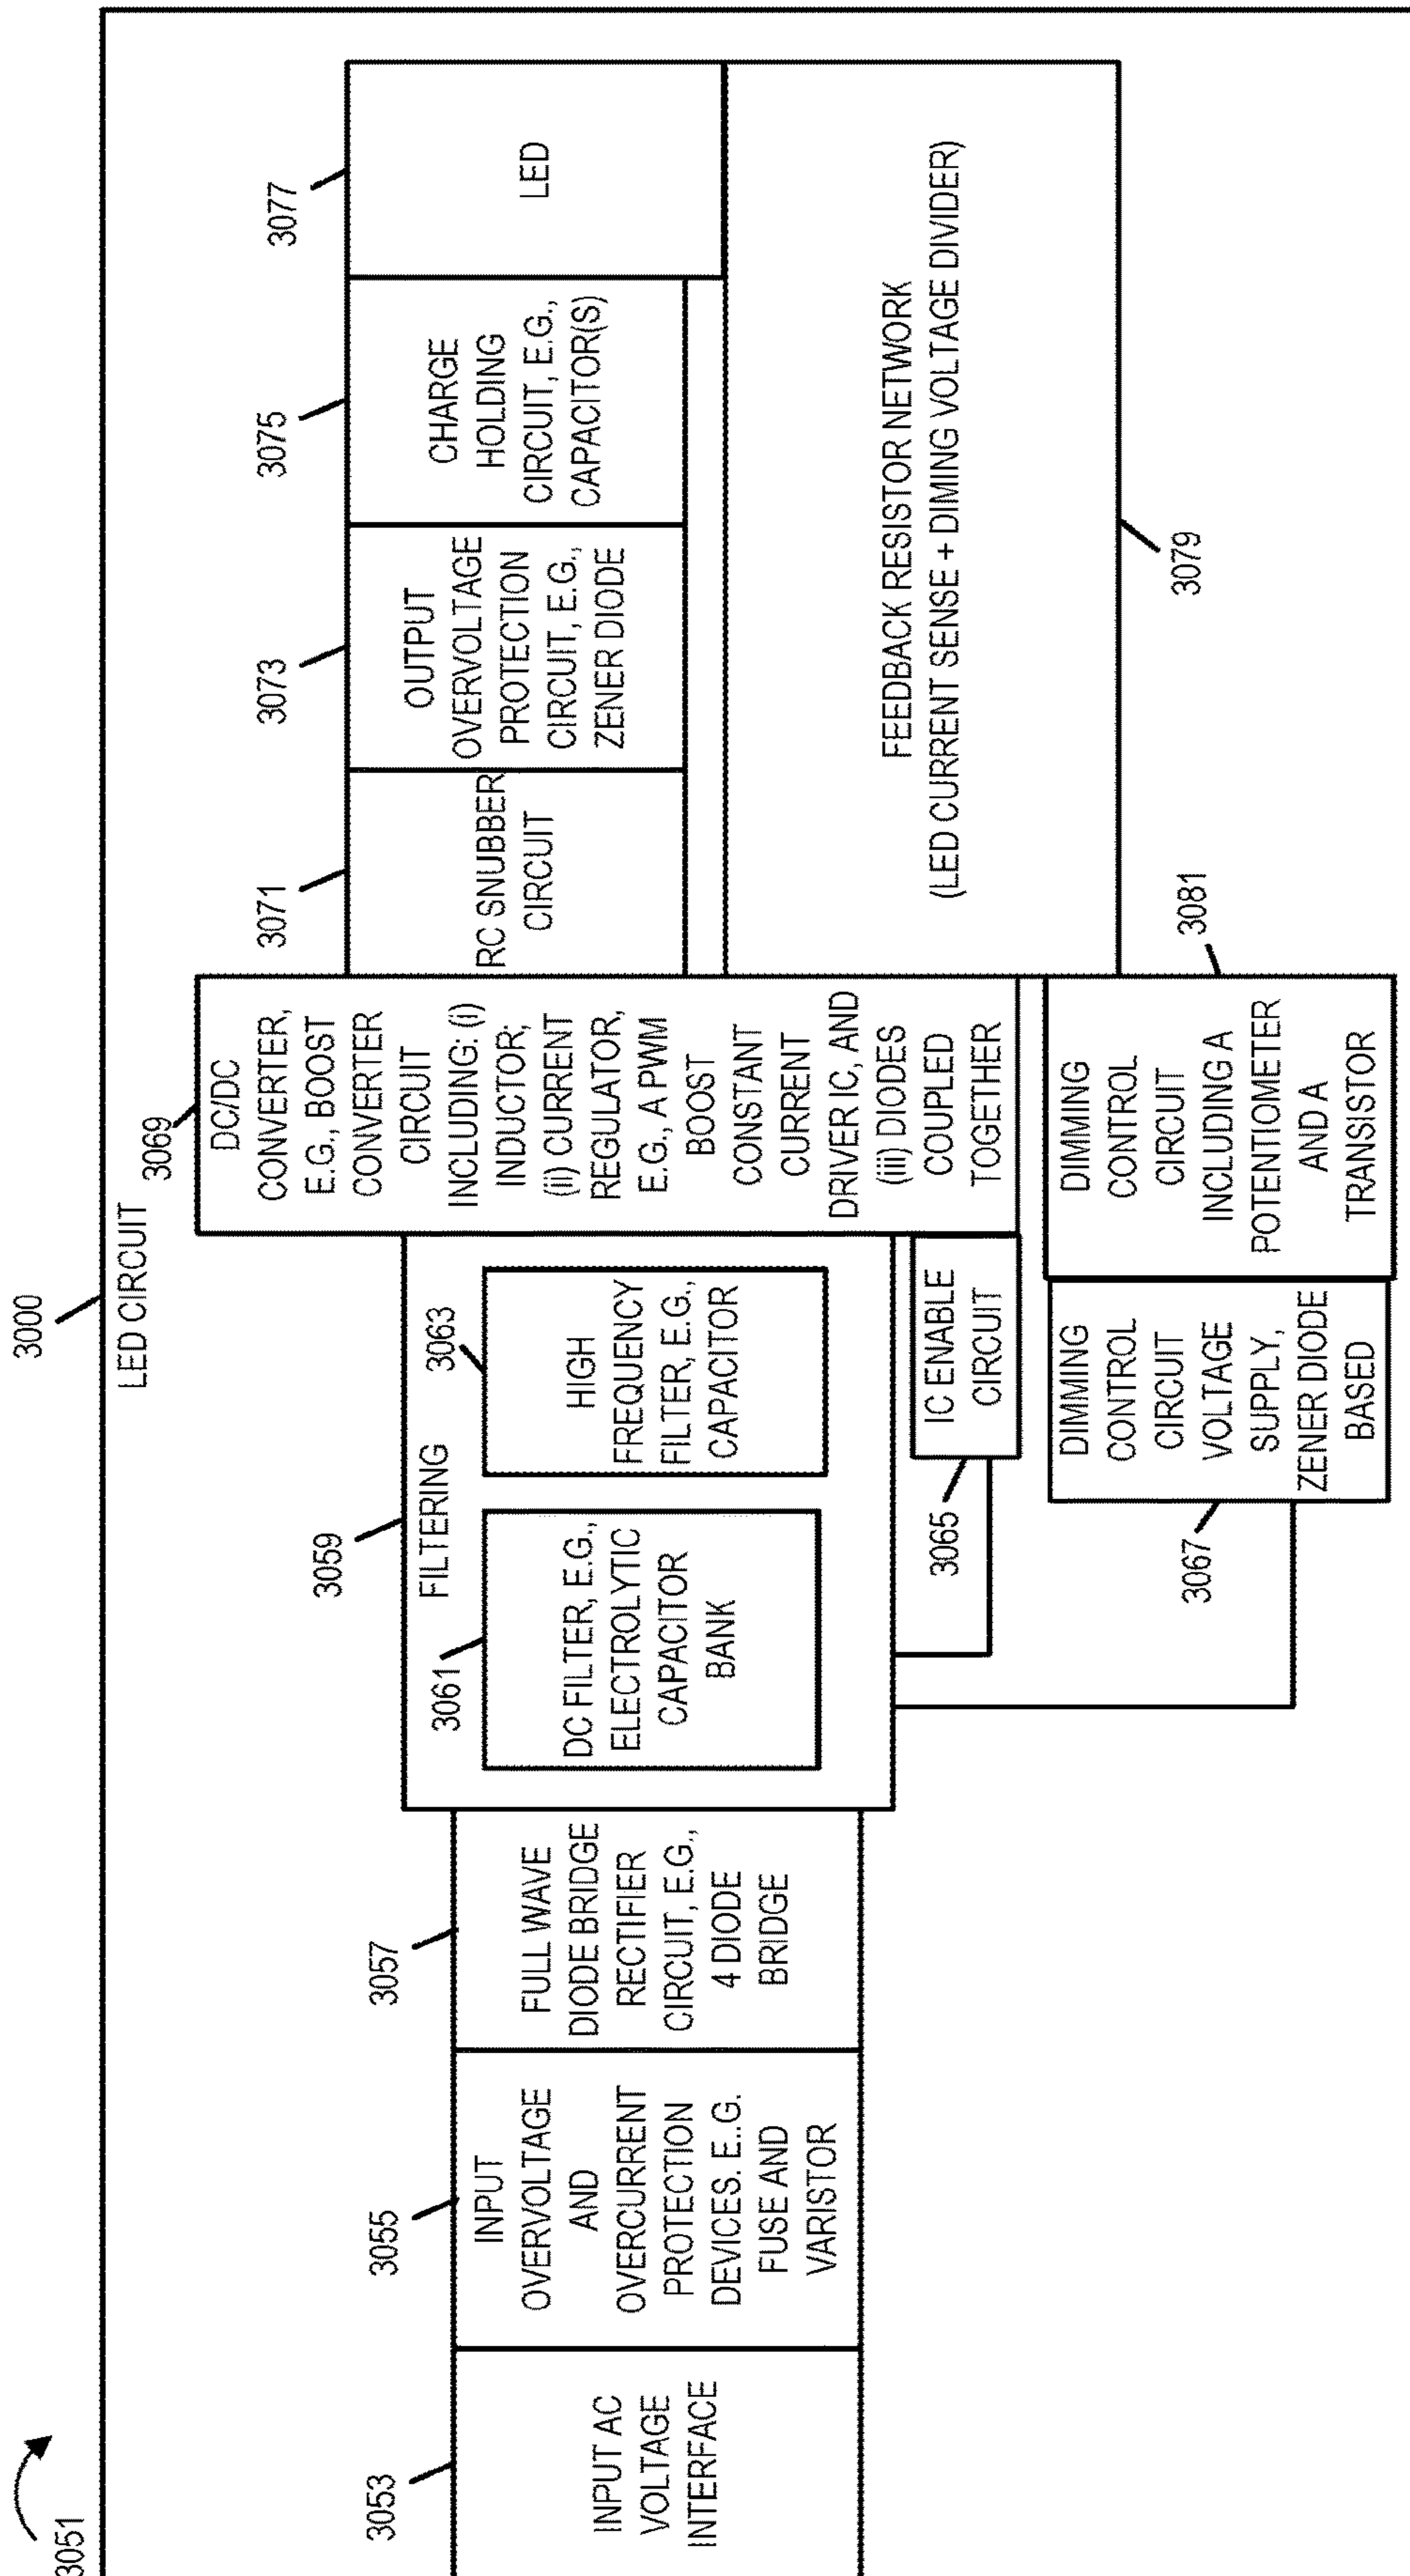 3051
3000
LED CIRCUIT
3053
INPUT AC
VOLTAGE
INTERFACE
3055
INPUT
OVERVOLTAGE
AND
OVERCURRENT
PROTECTION
DEVICES. E..G.
FUSE AND
VARISTOR
3057
FULL WAVE
DIODE BRIDGE
RECTIFIER
CIRCUIT, E.G.,
4 DIODE
BRIDGE
3059
FILTERING
3061
DC FILTER, E.G.,
ELECTROLYTIC
CAPACITOR
BANK
3063
HIGH
FREQUENCY
FILTER, E.G.,
CAPACITOR
3065
IC ENABLE
CIRCUIT
3067
DIMMING
CONTROL
CIRCUIT
VOLTAGE
SUPPLY,
ZENER DIODE
BASED
3069
DC/DC
CONVERTER,
E.G., BOOST
CONVERTER
CIRCUIT
INCLUDING: (i)
INDUCTOR;
(ii) CURRENT
REGULATOR,
E.G., A PWM
BOOST
CONSTANT
CURRENT
DRIVER IC, AND
(iii) DIODES
COUPLED
TOGETHER
3081
DIMMING
CONTROL
CIRCUIT
INCLUDING A
POTENTIOMETER
AND A
TRANSISTOR
3071
RC SNUBBER
CIRCUIT
3073
OUTPUT
OVERVOLTAGE
PROTECTION
CIRCUIT, E.G.,
ZENER DIODE
3075
CHARGE
HOLDING
CIRCUIT, E.G.,
CAPACITOR(S)
3077
LED
FEEDBACK RESISTOR NETWORK
(LED CURRENT SENSE + DIMING VOLTAGE DIVIDER)
3079